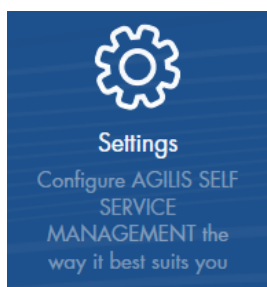 Settings
Configure AGILIS SELF
SERVICE
MANAGEMENT the
way it best suits you